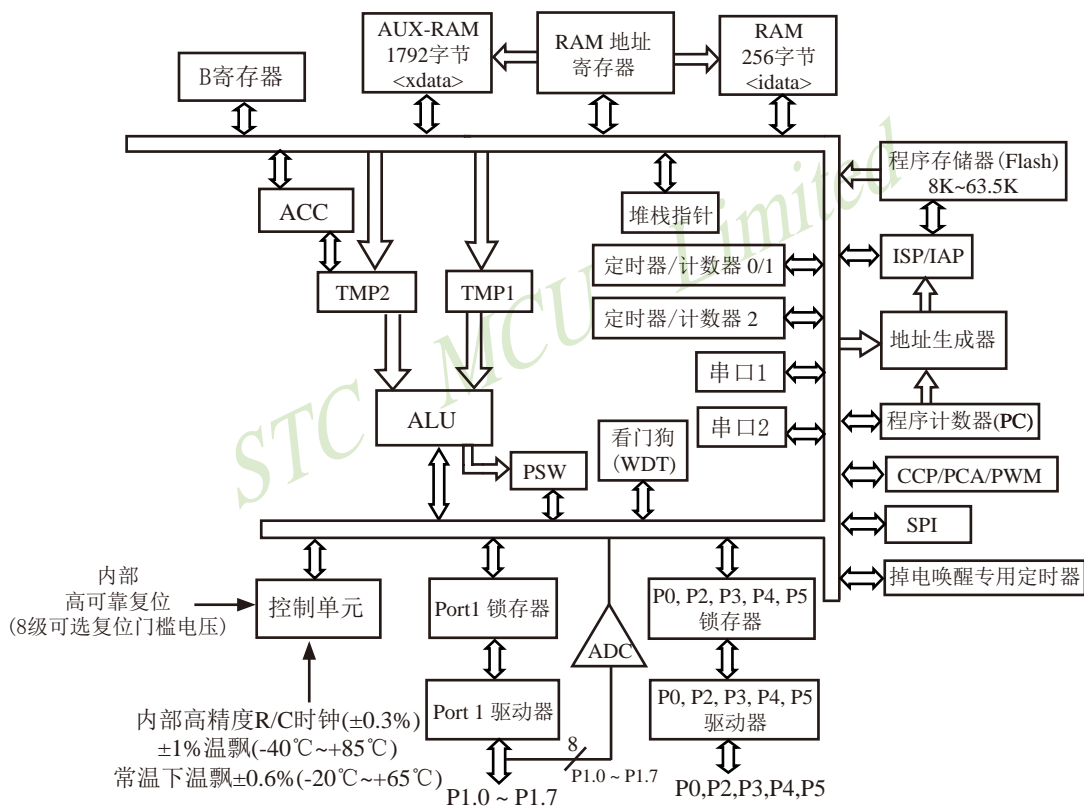 AUX-RAM
1792字节
<xdata>
RAM 地址
寄存器
RAM
256字节
<idata>
B寄存器
程序存储器(Flash)
8K~63.5K
ACC
堆栈指针
ISP/IAP
定时器/计数器 0/1
TMP2
TMP1
定时器/计数器 2
地址生成器
串口1
ALU
串口2
程序计数器(PC)
看门狗
(WDT)
PSW
CCP/PCA/PWM
SPI
掉电唤醒专用定时器
内部
高可靠复位
(8级可选复位门槛电压)
控制单元
Port1 锁存器
P0, P2, P3, P4, P5
锁存器
ADC
内部高精度R/C时钟(±0.3%)
±1%温飘(-40℃~+85℃)
常温下温飘±0.6%(-20℃~+65℃)
Port 1 驱动器
P0, P2, P3, P4, P5
驱动器
8
P1.0 ~ P1.7
P1.0 ~ P1.7
P0,P2,P3,P4,P5
STC MCU Limited